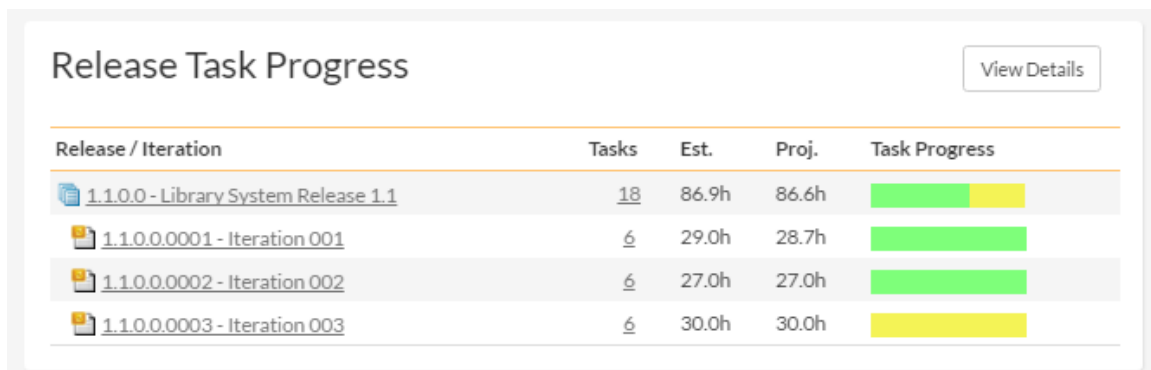 Release Task Progress
View Details
Release / Iteration Tasks Est. Proj. Task Progress
1.1.0.0 - Library System Release 1.1 18 86.9h 86.6h
1.1.0.0.0001 - Iteration 001 6 29.0h 28.7h
1.1.0.0.0002 - Iteration 002 6 27.0h 27.0h
1.1.0.0.0003 - Iteration 003 6 30.0h 30.0h